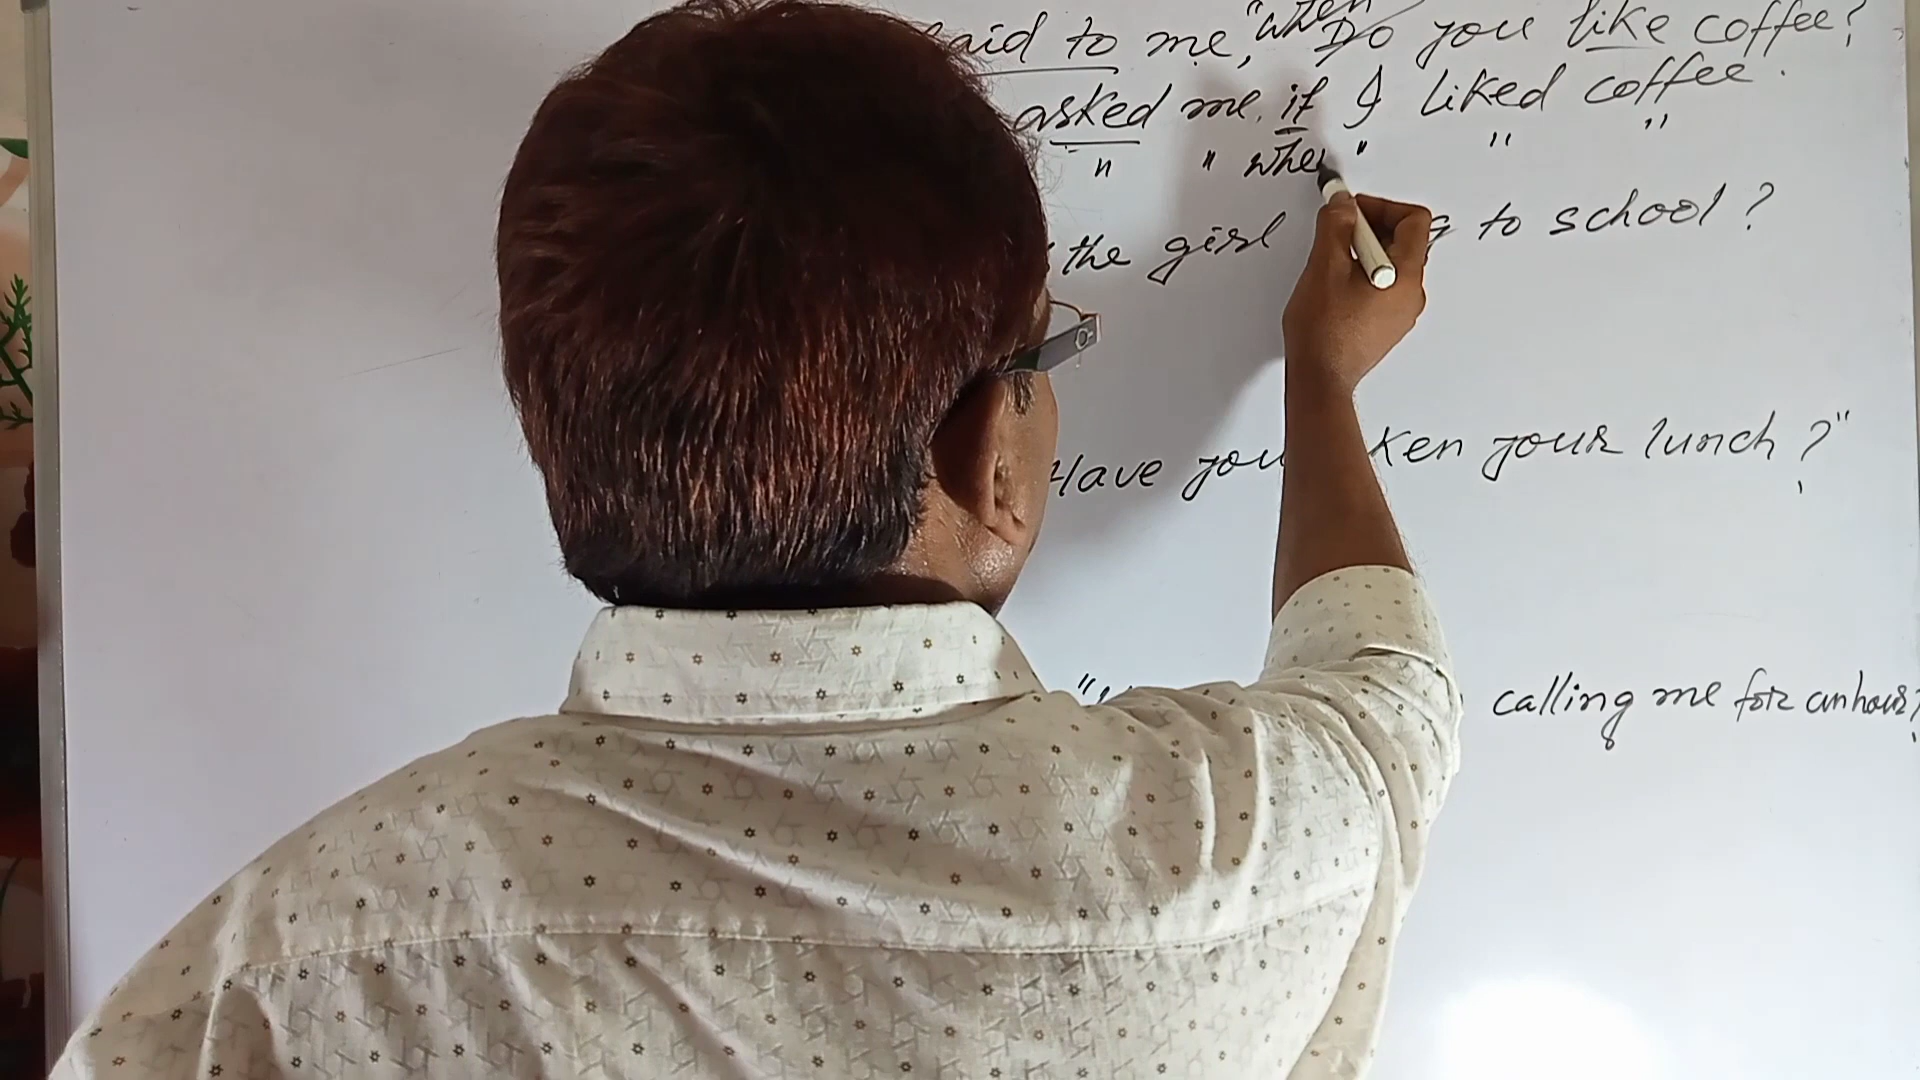 said to me, "when Do you like coffee?
asked me if I liked coffee.
" " when " " "
the girl to school?
Have you ken your lunch?"
" calling me for an hour?